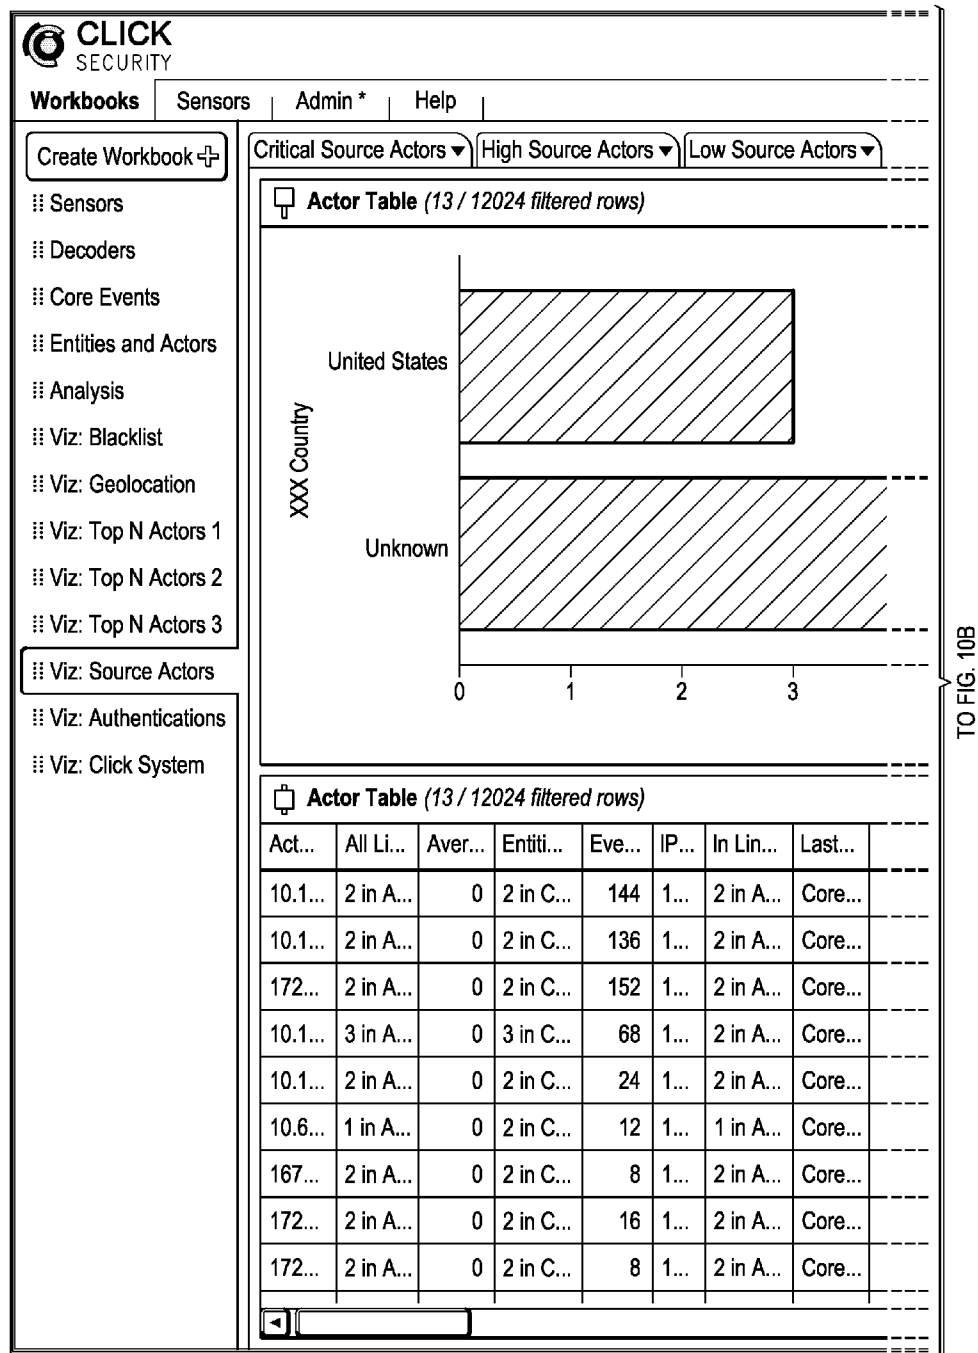 CLICK
SECURITY
Workbooks Sensors Admin * Help
Create Workbook
Sensors
Decoders
Core Events
Entities and Actors
Analysis
Viz: Blacklist
Viz: Geolocation
Viz: Top N Actors 1
Viz: Top N Actors 2
Viz: Top N Actors 3
Viz: Source Actors
Viz: Authentications
Viz: Click System
Critical Source Actors ▾ High Source Actors ▾ Low Source Actors ▾
Actor Table (13 / 12024 filtered rows)
XXX Country
United States
Unknown
0 1 2 3
Actor Table (13 / 12024 filtered rows)
Act... All Li... Aver... Entiti... Eve... IP... In Lin... Last...
10.1... 2 in A... 0 2 in C... 144 1... 2 in A... Core...
10.1... 2 in A... 0 2 in C... 136 1... 2 in A... Core...
172... 2 in A... 0 2 in C... 152 1... 2 in A... Core...
10.1... 3 in A... 0 3 in C... 68 1... 2 in A... Core...
10.1... 2 in A... 0 2 in C... 24 1... 2 in A... Core...
10.6... 1 in A... 0 2 in C... 12 1... 1 in A... Core...
167... 2 in A... 0 2 in C... 8 1... 2 in A... Core...
172... 2 in A... 0 2 in C... 16 1... 2 in A... Core...
172... 2 in A... 0 2 in C... 8 1... 2 in A... Core...
TO FIG. 10B